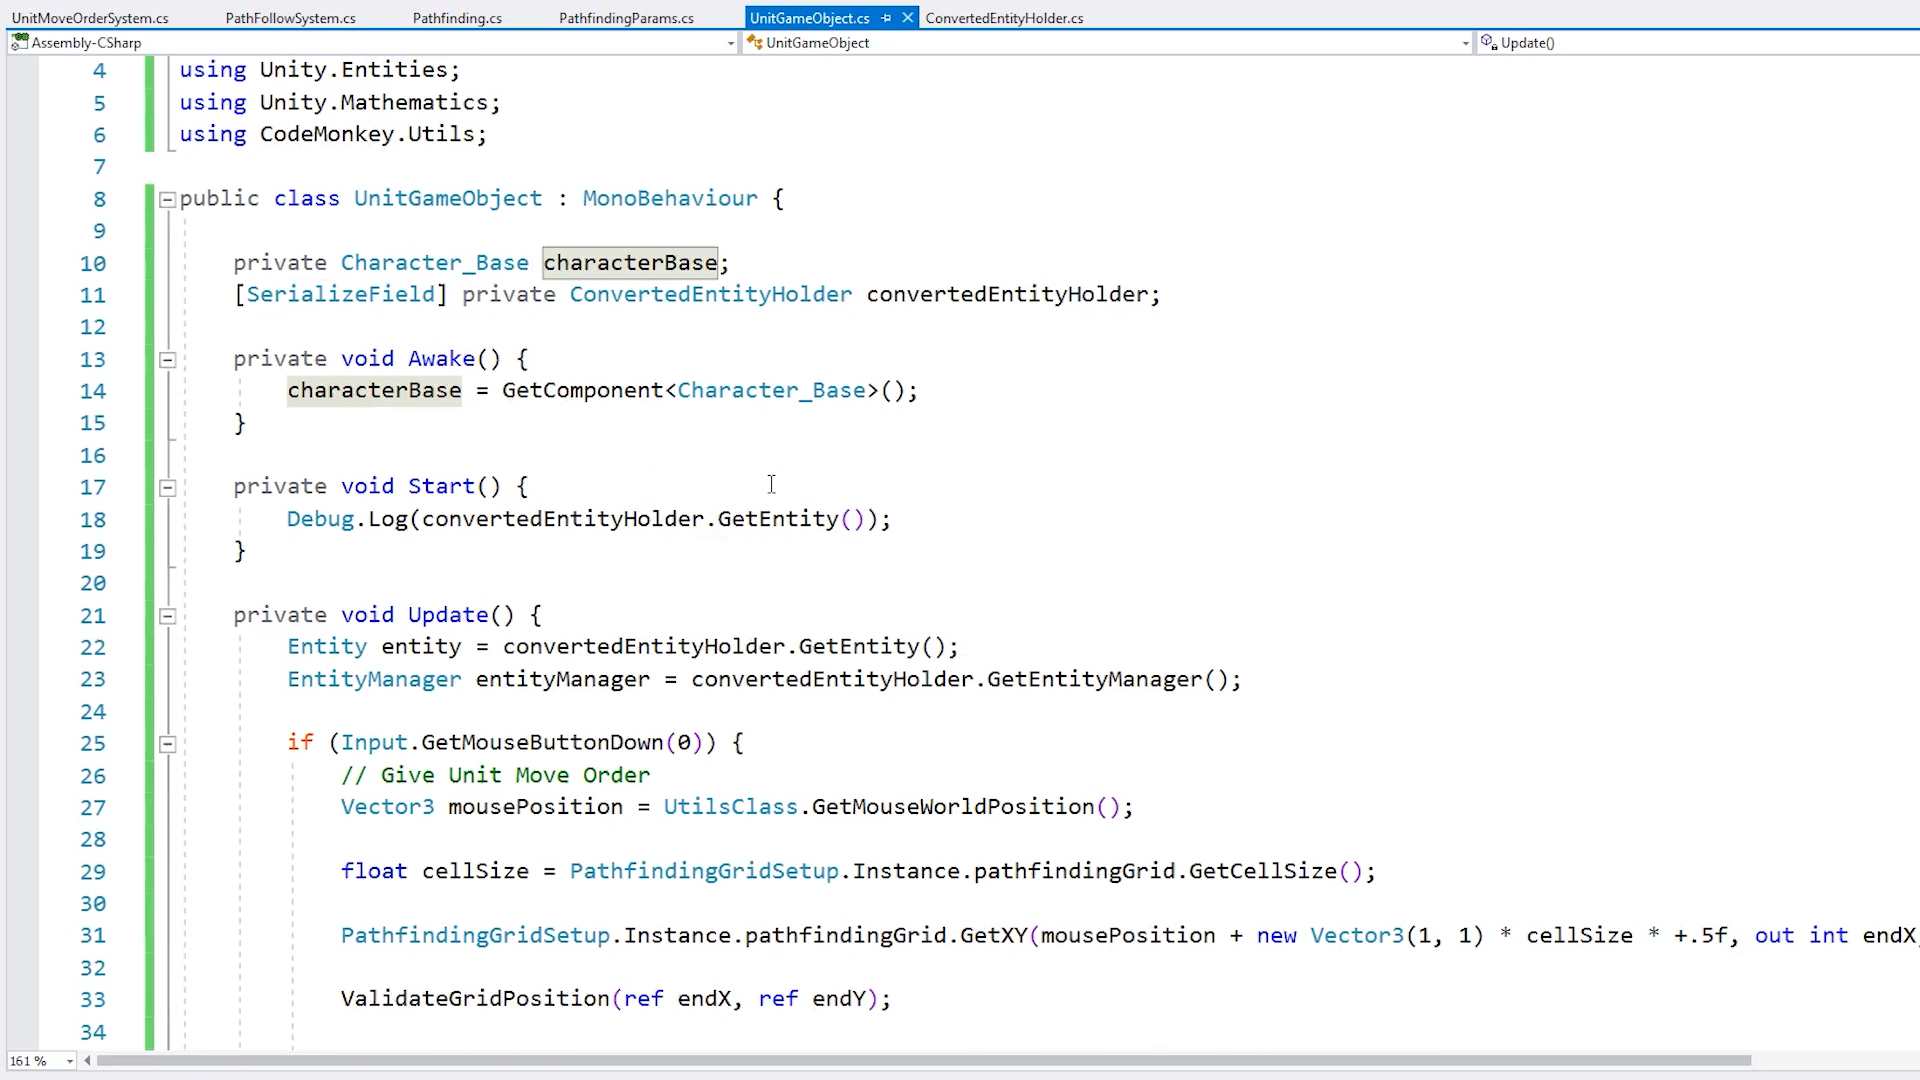 UnitMoveOrderSystem.cs PathFollowSystem.cs Pathfinding.cs PathfindingParams.cs UnitGameObject.cs ConvertedEntityHolder.cs
Assembly-CSharp UnitGameObject Update()
4 using Unity.Entities;
5 using Unity.Mathematics;
6 using CodeMonkey.Utils;
7
8 public class UnitGameObject : MonoBehaviour {
9
10 private Character_Base characterBase;
11 [SerializeField] private ConvertedEntityHolder convertedEntityHolder;
12
13 private void Awake() {
14 characterBase = GetComponent<Character_Base>();
15 }
16
17 private void Start() {
18 Debug.Log(convertedEntityHolder.GetEntity());
19 }
20
21 private void Update() {
22 Entity entity = convertedEntityHolder.GetEntity();
23 EntityManager entityManager = convertedEntityHolder.GetEntityManager();
24
25 if (Input.GetMouseButtonDown(0)) {
26 // Give Unit Move Order
27 Vector3 mousePosition = UtilsClass.GetMouseWorldPosition();
28
29 float cellSize = PathfindingGridSetup.Instance.pathfindingGrid.GetCellSize();
30
31 PathfindingGridSetup.Instance.pathfindingGrid.GetXY(mousePosition + new Vector3(1, 1) * cellSize * +.5f, out int endX,
32
33 ValidateGridPosition(ref endX, ref endY);
34
161 %